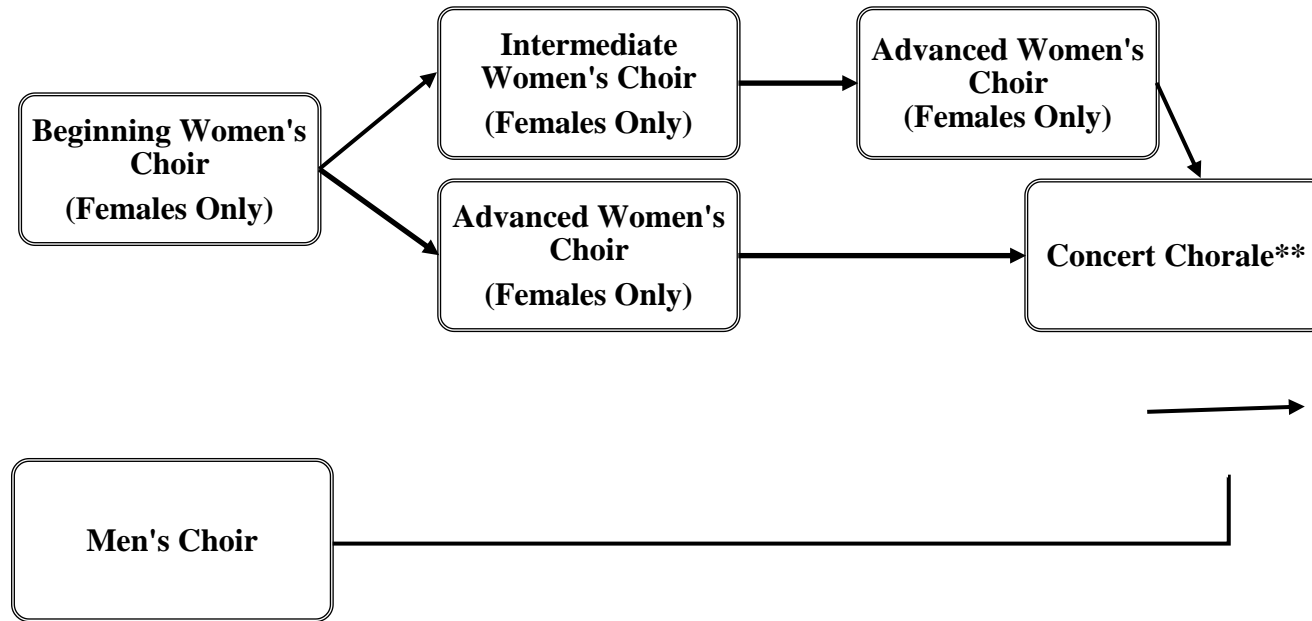 Beginning Women's
Choir
(Females Only)
Intermediate
Women's Choir
(Females Only)
Advanced Women's
Choir
(Females Only)
Advanced Women's
Choir
(Females Only)
Concert Chorale**
Men's Choir